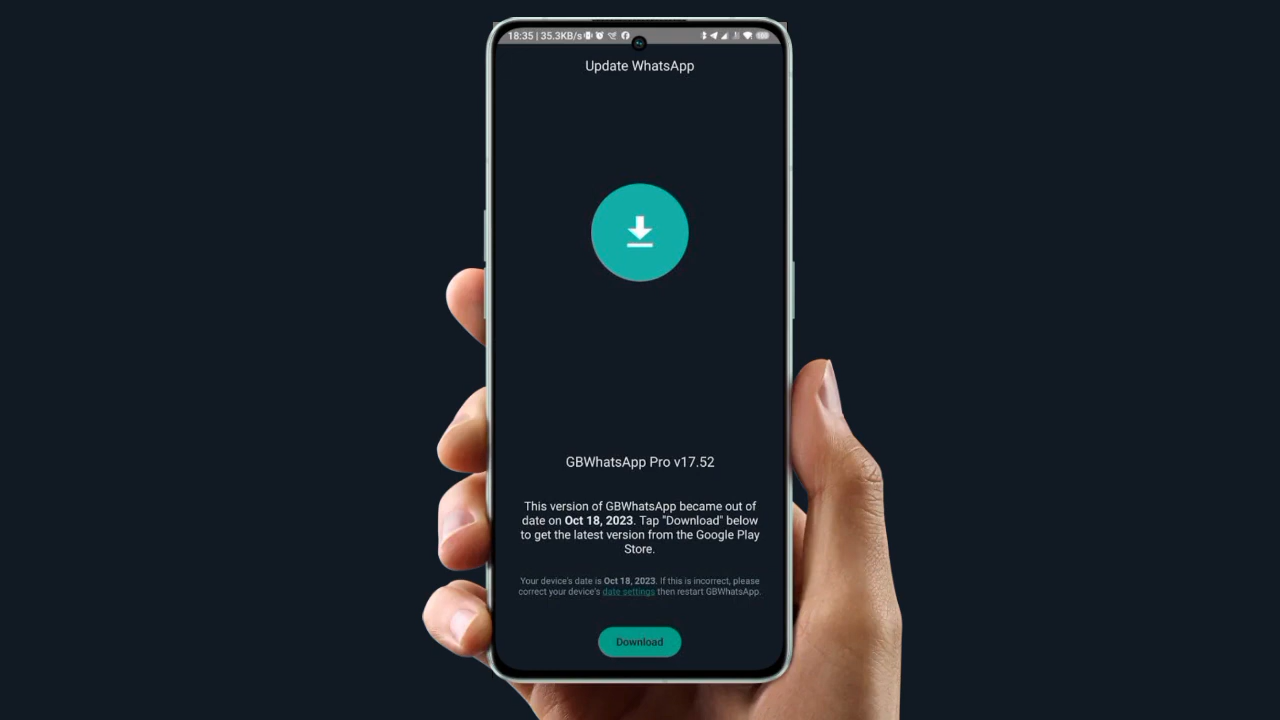 18:35 | 35.3KB/s
Update WhatsApp
GBWhatsApp Pro v17.52
This version of GBWhatsApp became out of
date on Oct 18, 2023. Tap "Download" below
to get the latest version from the Google Play
Store.
Your device's date is Oct 18, 2023. If this is incorrect, please
correct your device's date settings then restart GBWhatsApp.
Download